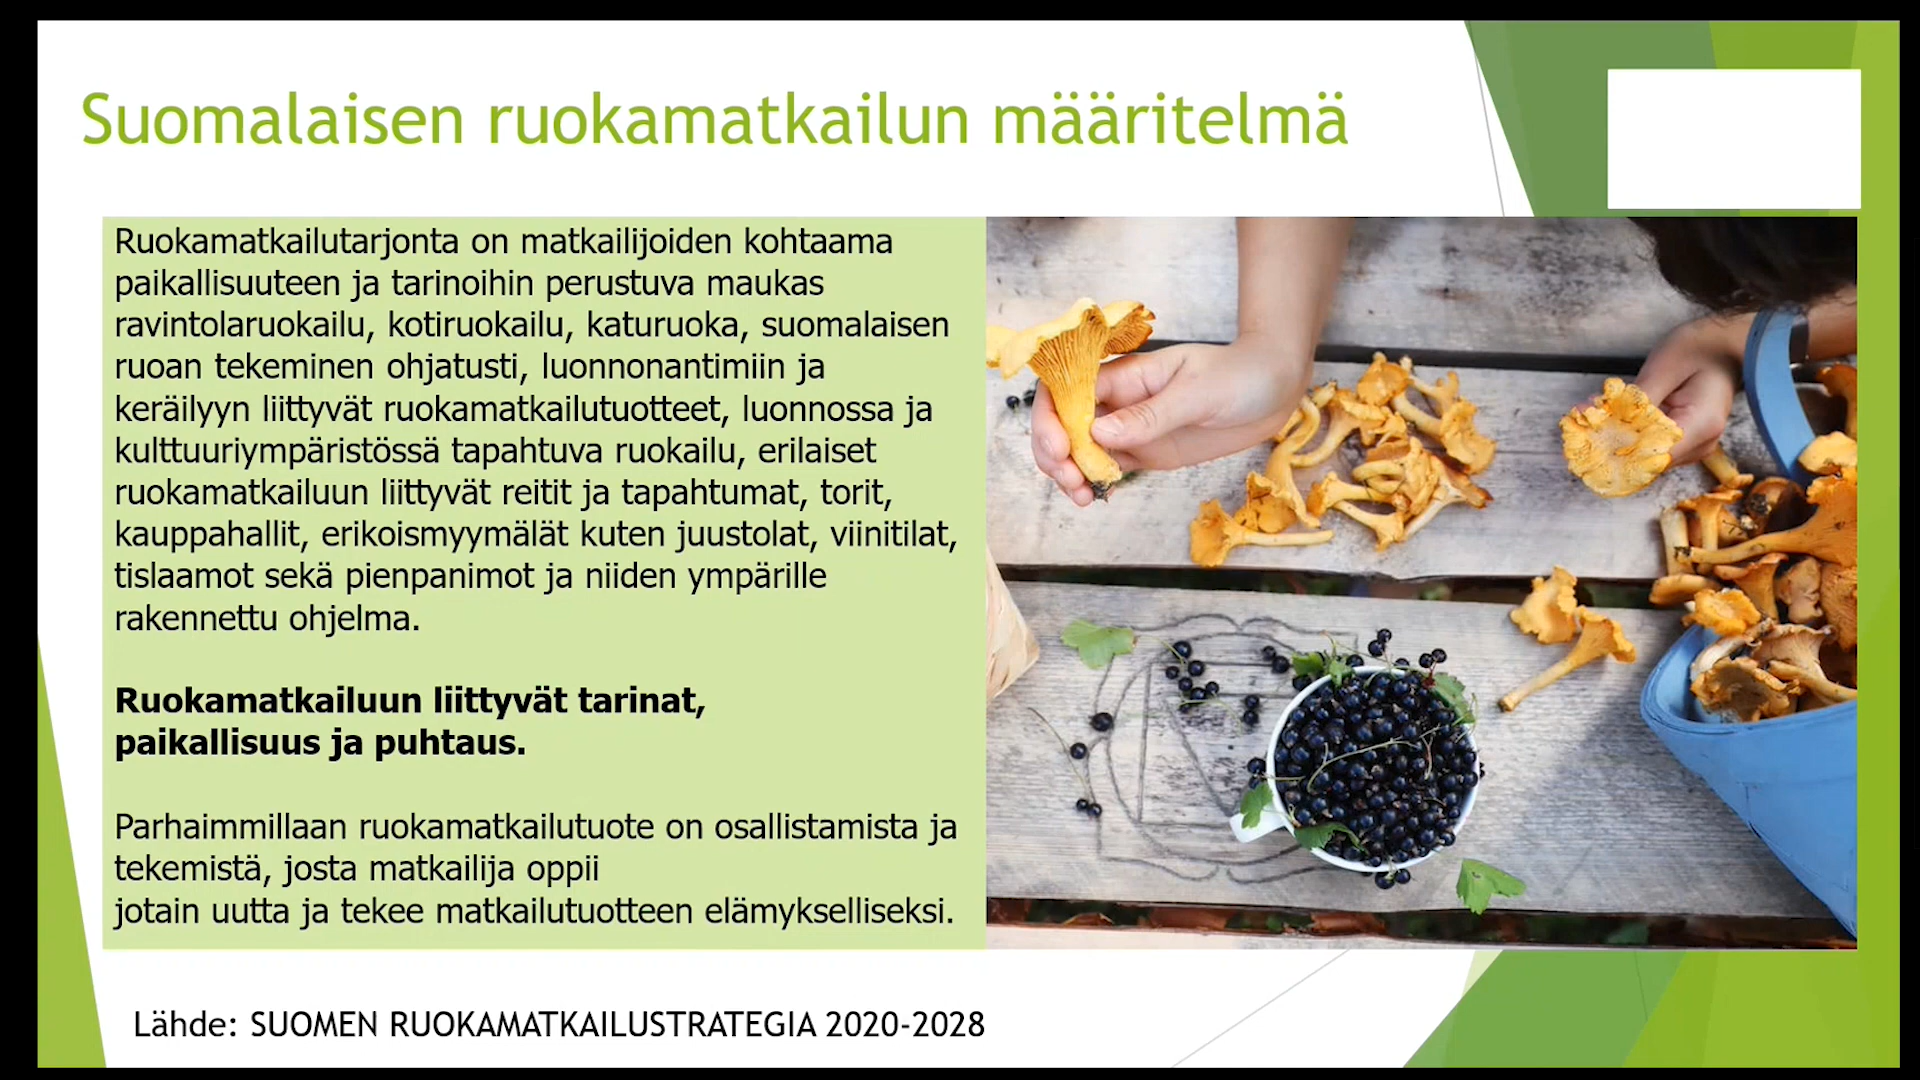 Suomalaisen ruokamatkailun määritelmä
Ruokamatkailutarjonta on matkailijoiden kohtaama
paikallisuuteen ja tarinoihin perustuva maukas
ravintolaruokailu, kotiruokailu, katuruoka, suomalaisen
ruoan tekeminen ohjatusti, luonnonantimiin ja
keräilyyn liittyvät ruokamatkailutuotteet, luonnossa ja
kulttuuriympäristössä tapahtuva ruokailu, erilaiset
ruokamatkailuun liittyvät reitit ja tapahtumat, torit,
kauppahallit, erikoismyymälät kuten juustolat, viinitilat,
tislaamot sekä pienpanimot ja niiden ympärille
rakennettu ohjelma.
Ruokamatkailuun liittyvät tarinat,
paikallisuus ja puhtaus.
Parhaimmillaan ruokamatkailutuote on osallistamista ja
tekemistä, josta matkailija oppii
jotain uutta ja tekee matkailutuotteen elämykselliseksi.
Lähde: SUOMEN RUOKAMATKAILUSTRATEGIA 2020-2028